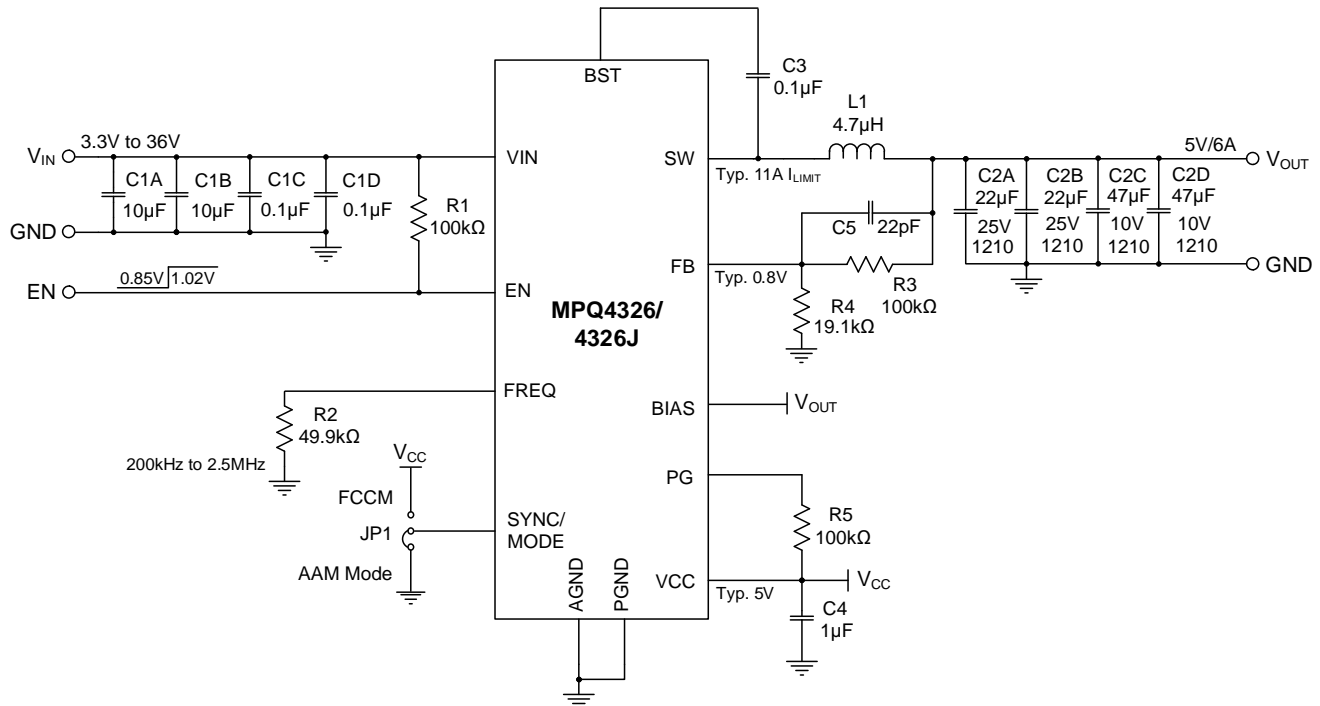 BST
C3
0.1µF
L1
4.7µH
3.3V to 36V
VIN
VIN
SW
5V/6A
VOUT
Typ. 11A ILIMIT
C1A
10µF
C1B
10µF
C1C
0.1µF
C1D
0.1µF
R1
100kΩ
C2A
22µF
25V
1210
C2B
22µF
25V
1210
C2C
47µF
10V
1210
C2D
47µF
10V
1210
GND
C5
22pF
FB
Typ. 0.8V
R3
100kΩ
GND
0.85V
1.02V
EN
EN
R4
19.1kΩ
MPQ4326/
4326J
FREQ
BIAS
VOUT
R2
49.9kΩ
200kHz to 2.5MHz
VCC
FCCM
JP1
AAM Mode
SYNC/
MODE
PG
R5
100kΩ
AGND
PGND
VCC
Typ. 5V
VCC
C4
1µF